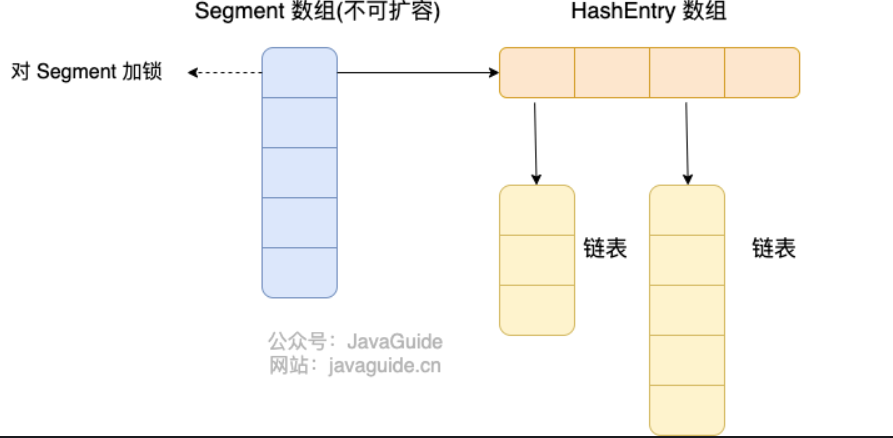 Segment 数组(不可扩容)
HashEntry 数组
对 Segment 加锁
链表
链表
公众号：JavaGuide
网站：javaguide.cn